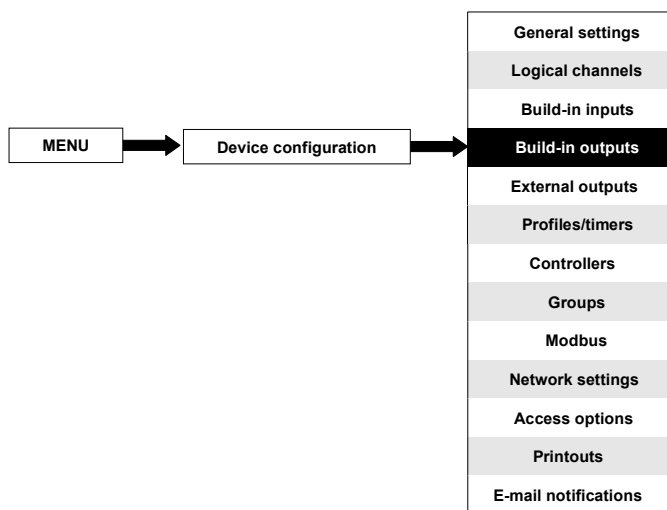 General settings
Logical channels
Build-in inputs
MENU
Device configuration
Build-in outputs
External outputs
Profiles/timers
Controllers
Groups
Modbus
Network settings
Access options
Printouts
E-mail notifications